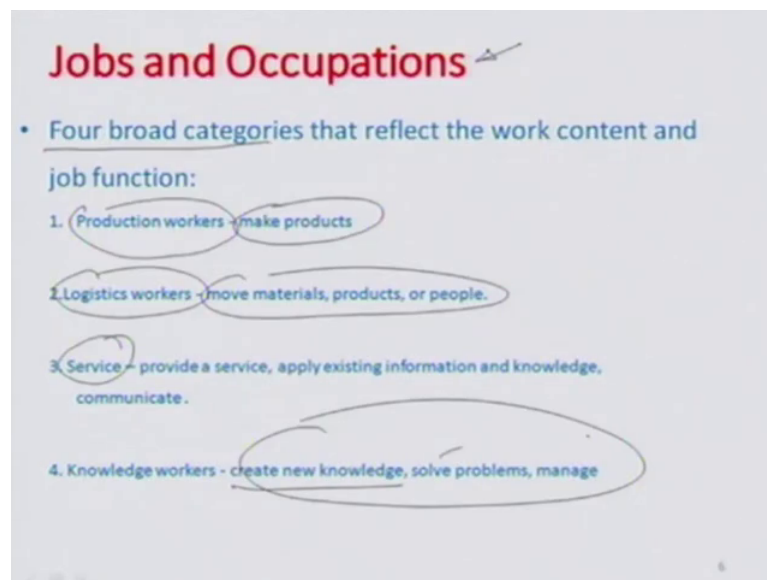 Jobs and Occupations
• Four broad categories that reflect the work content and
job function:
1. Production workers - make products
2. Logistics workers - move materials, products, or people.
3. Service - provide a service, apply existing information and knowledge,
communicate.
4. Knowledge workers - create new knowledge, solve problems, manage
6